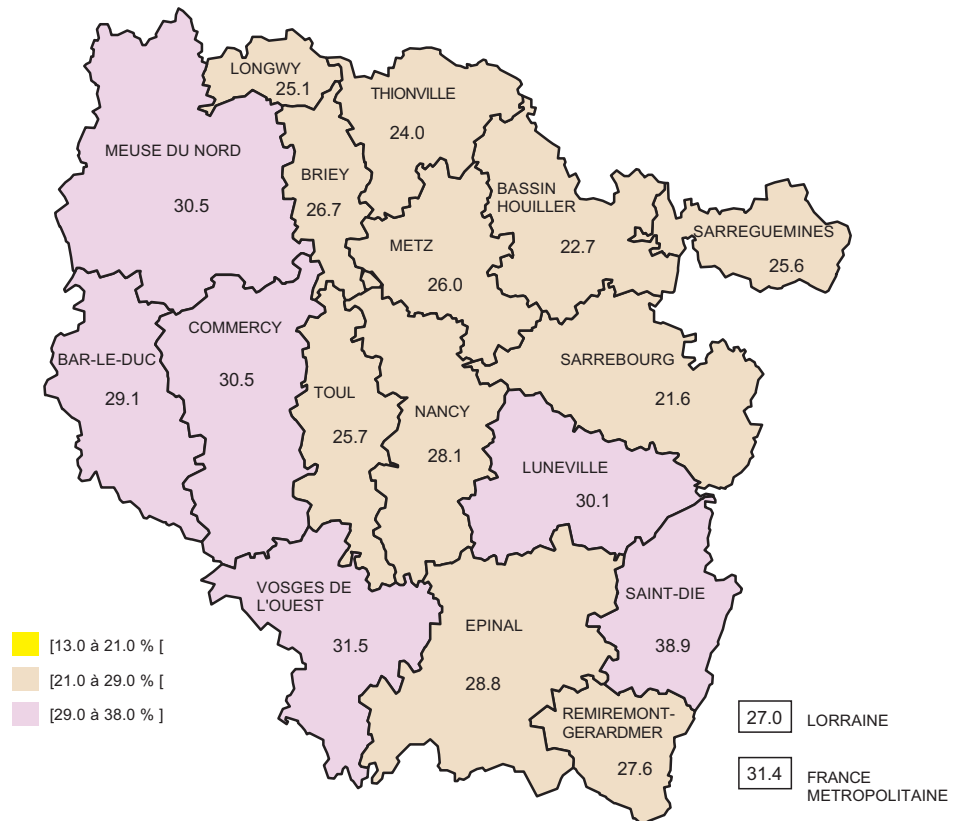 LONGWY
25.1
THIONVILLE
24.0
MEUSE DU NORD
30.5
BRIEY
26.7
BASSIN
HOUILLER
22.7
METZ
26.0
SARREGUEMINES
25.6
COMMERCY
30.5
BAR-LE-DUC
29.1
TOUL
25.7
NANCY
28.1
SARREBOURG
21.6
LUNEVILLE
30.1
VOSGES DE
L'OUEST
31.5
EPINAL
28.8
SAINT-DIE
38.9
REMIREMONT-
GERARDMER
27.6
[13.0 à 21.0 % [
[21.0 à 29.0 % [
[29.0 à 38.0 % ]
27.0 LORRAINE
31.4 FRANCE
METROPOLITAINE